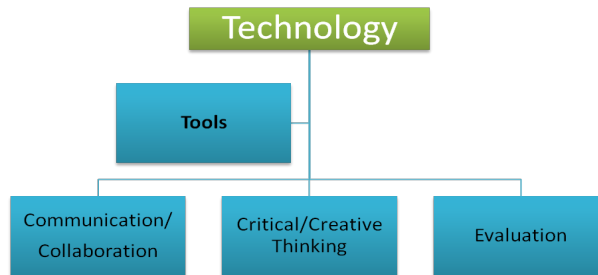 Technology
Tools
Communication/
Collaboration
Critical/Creative
Thinking
Evaluation